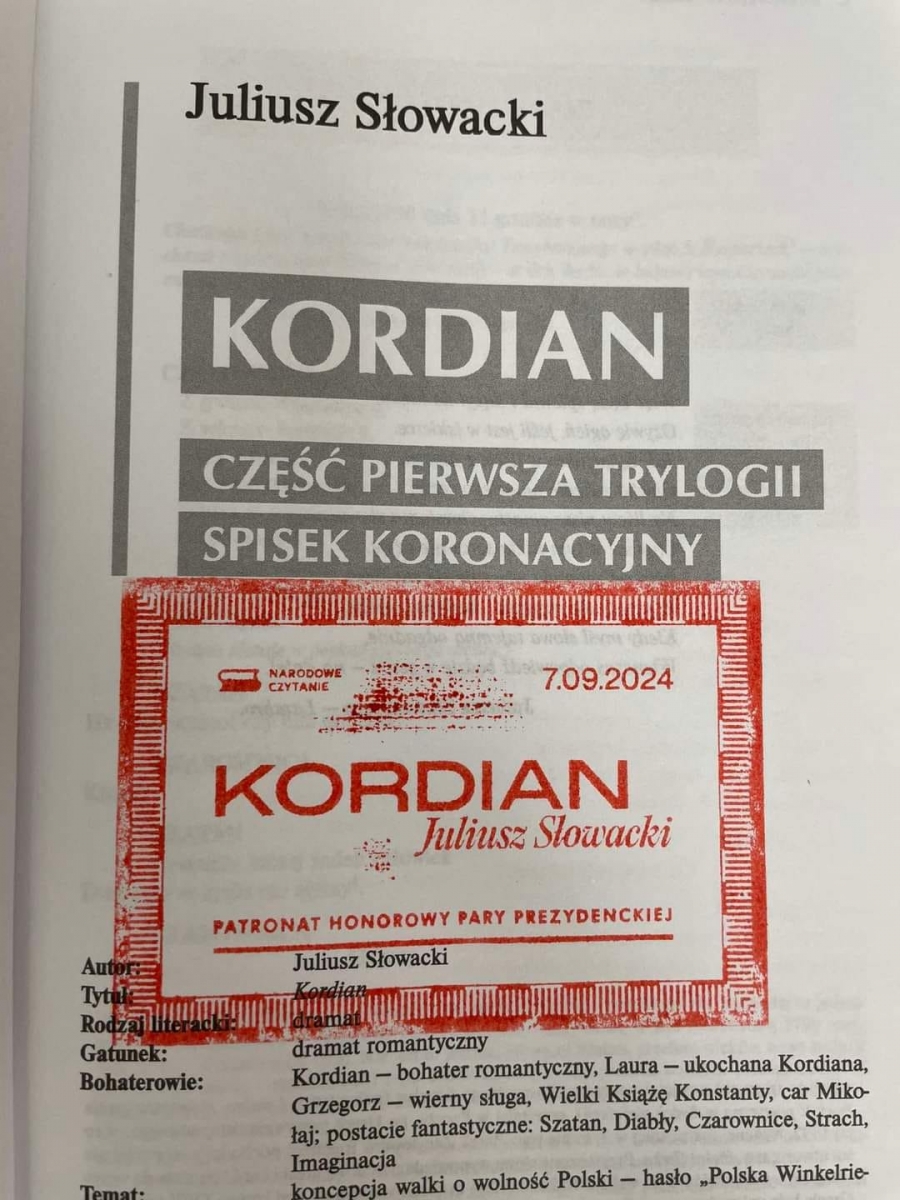 Juliusz Słowacki
KORDIAN
CZĘŚĆ PIERWSZA TRYLOGII
SPISEK KORONACYJNY
NARODOWE
CZYTANIE
7.09.2024
KORDIAN
Juliusz Słowacki
PATRONAT HONOROWY PARY PREZYDENCKIEJ
Autor: Juliusz Słowacki
Tytuł: Kordian
Rodzaj literacki: dramat
Gatunek: dramat romantyczny
Bohaterowie: Kordian – bohater romantyczny, Laura – ukochana Kordiana,
Grzegorz – wierny sługa, Wielki Książę Konstanty, car Miko-
łaj; postacie fantastyczne: Szatan, Diabły, Czarownice, Strach,
Imaginacja
Temat: koncepcja walki o wolność Polski – hasło „Polska Winkelrie-